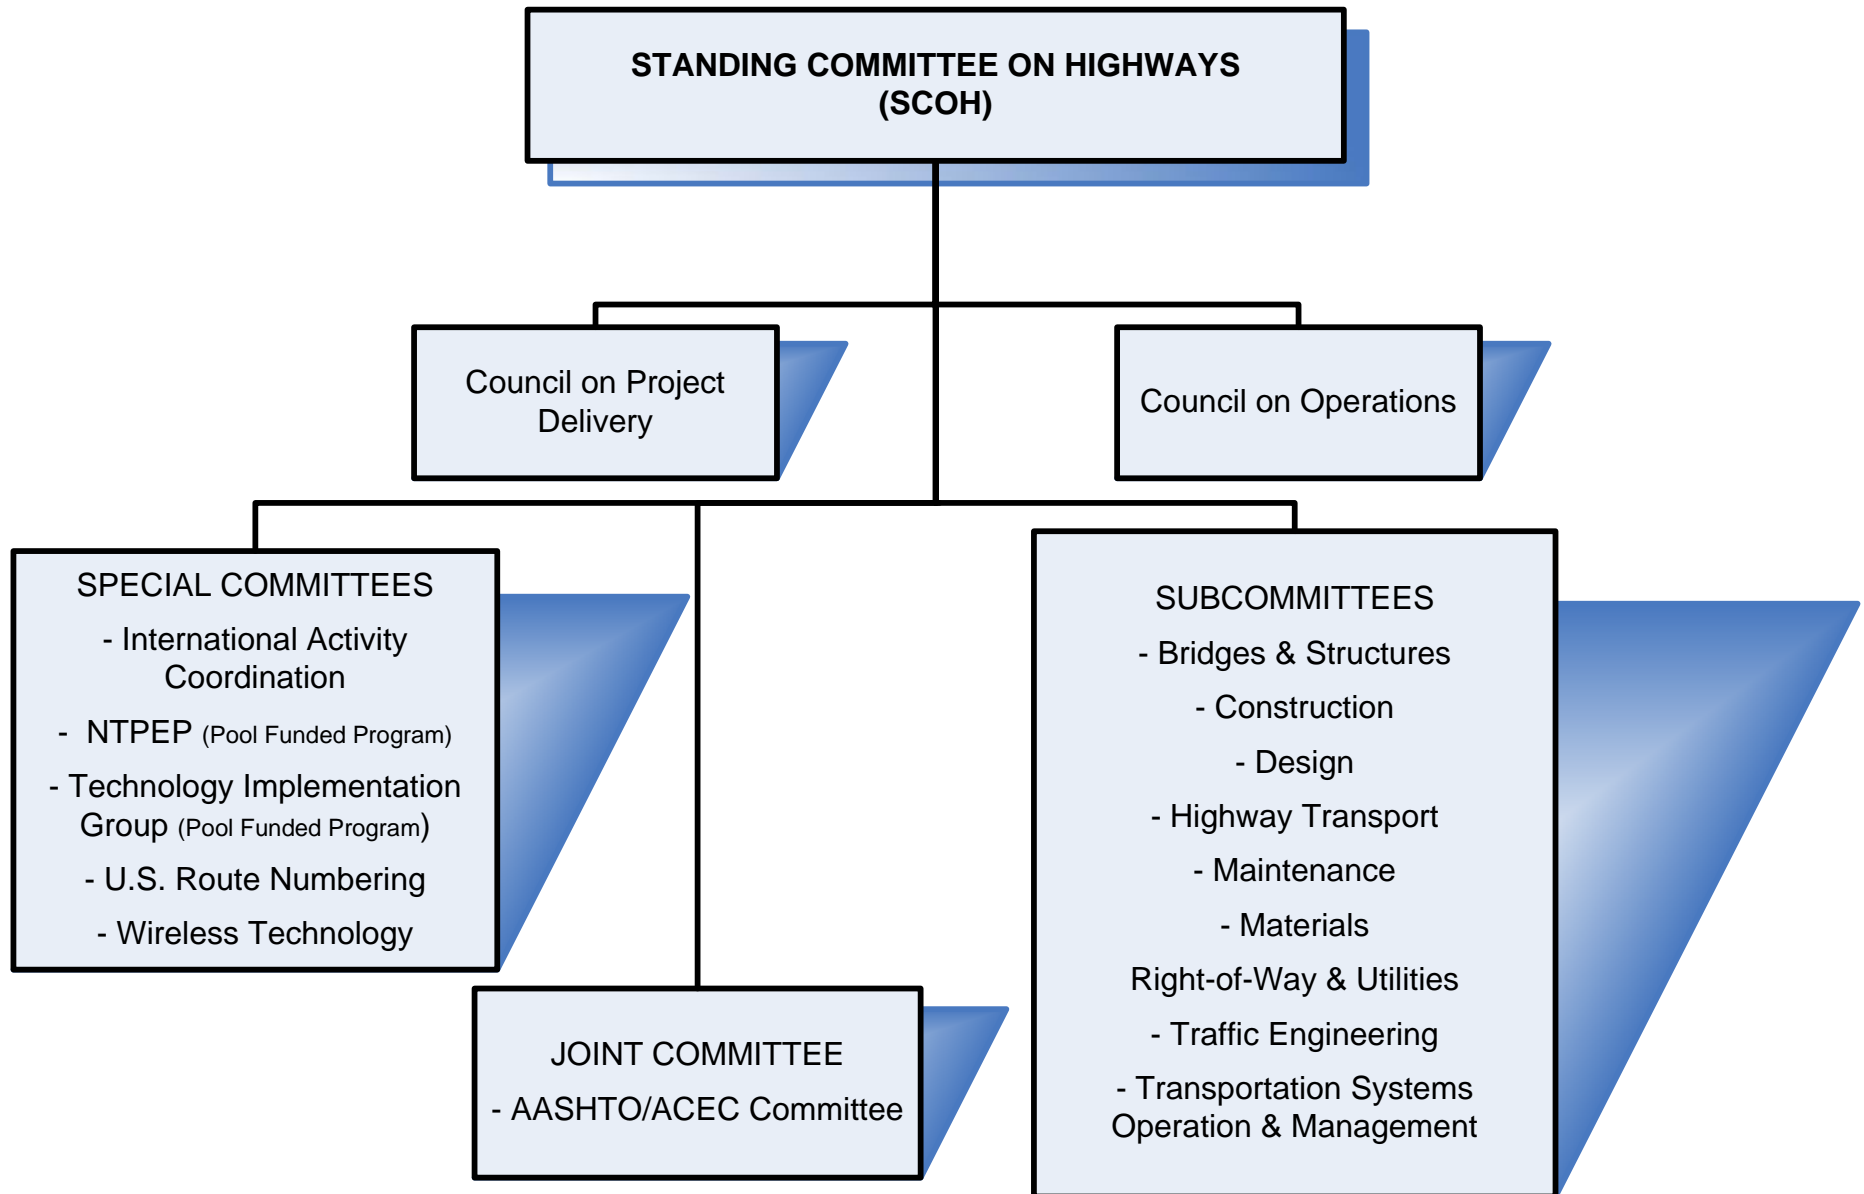 STANDING COMMITTEE ON HIGHWAYS
(SCOH)
Council on Project
Delivery
Council on Operations
SPECIAL COMMITTEES
- International Activity
Coordination
- NTPEP (Pool Funded Program)
- Technology Implementation
Group (Pool Funded Program)
- U.S. Route Numbering
- Wireless Technology
JOINT COMMITTEE
- AASHTO/ACEC Committee
SUBCOMMITTEES
- Bridges & Structures
- Construction
- Design
- Highway Transport
- Maintenance
- Materials
Right-of-Way & Utilities
- Traffic Engineering
- Transportation Systems
Operation & Management